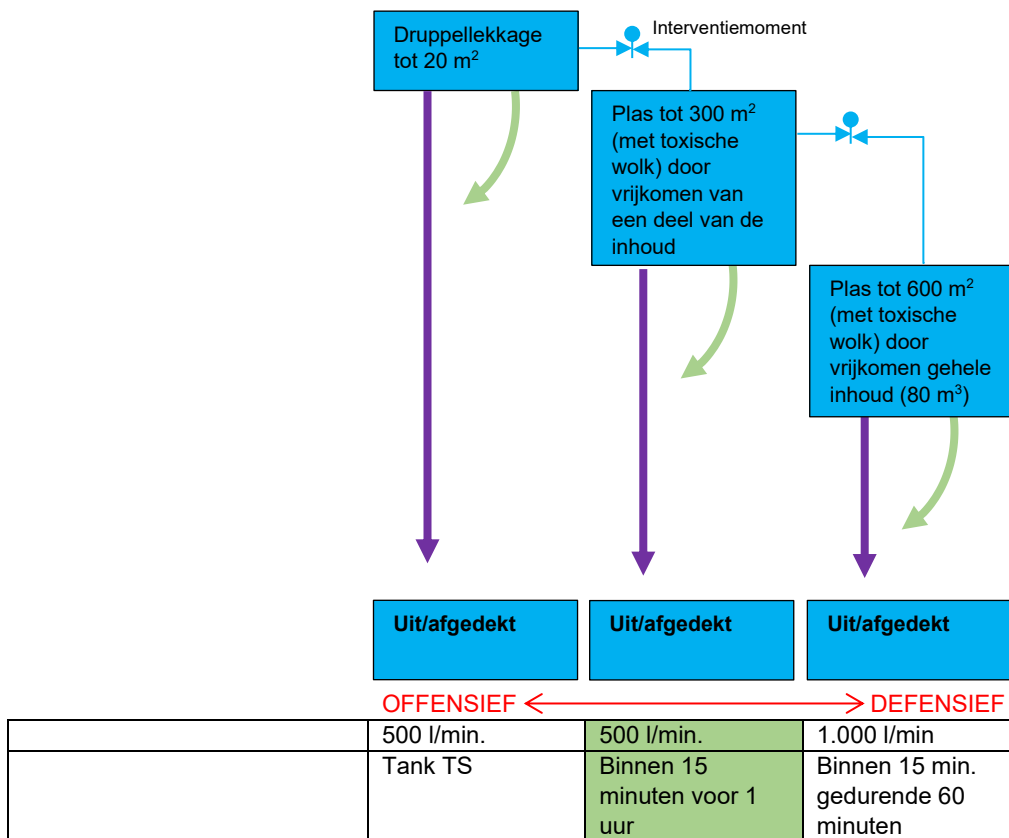 Druppellekkage
tot 20 m²
Interventiemoment
Plas tot 300 m²
(met toxische
wolk) door
vrijkomen van
een deel van de
inhoud
Plas tot 600 m²
(met toxische
wolk) door
vrijkomen gehele
inhoud (80 m³)
Uit/afgedekt
Uit/afgedekt
Uit/afgedekt
OFFENSIEF
DEFENSIEF
500 l/min.
500 l/min.
1.000 l/min
Tank TS
Binnen 15
minuten voor 1
uur
Binnen 15 min.
gedurende 60
minuten